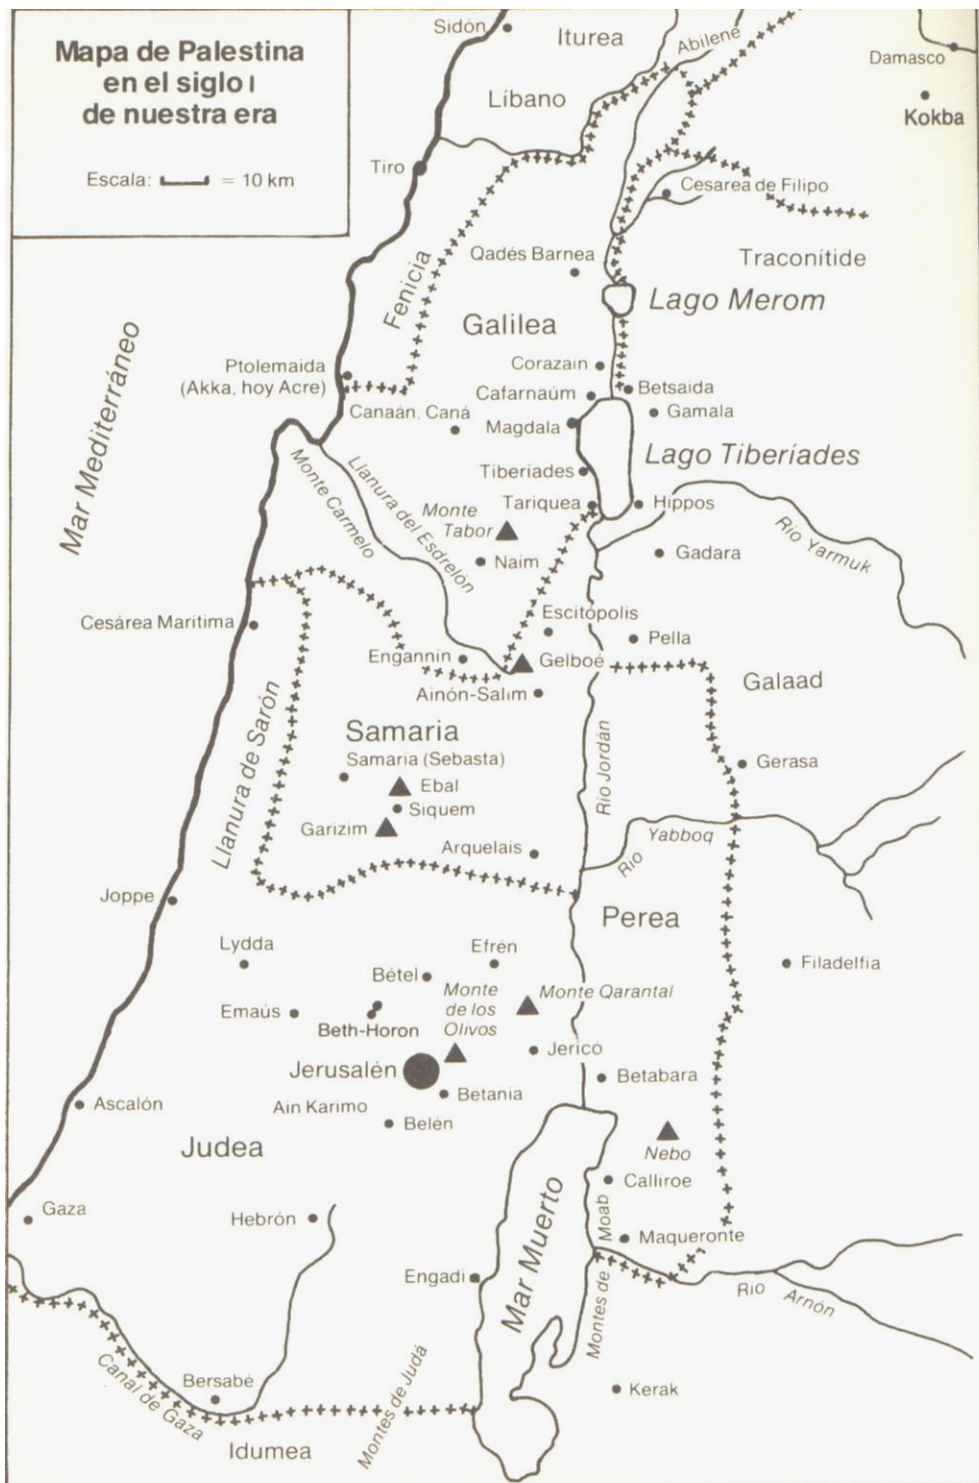 Mapa de Palestina
en el siglo I
de nuestra era
Escala: = 10 km
Sidón
Iturea
Abilene
Damasco
Kokba
Líbano
Tiro
Cesarea de Filipo
Fenicia
Qadés Barnea
Traconítide
Lago Merom
Galilea
Mar Mediterráneo
Ptolemaida
(Akka, hoy Acre)
Corazain
Cafarnaúm
Betsaida
Canaán, Caná
Magdala
Gamala
Lago Tiberíades
Tiberíades
Monte Carmelo
Llanura del Esdrelón
Monte
Tabor
Tariquea
Hippos
Río Yarmuk
Naim
Gadara
Cesárea Marítima
Escitópolis
Pella
Engannin
Gelboé
Ainón-Salim
Galaad
Llanura de Sarón
Samaria
Samaria (Sebasta)
Ebal
Siquem
Garizim
Río Jordán
Gerasa
Arquelais
Rio
Yabboq
Joppe
Perea
Lydda
Efrén
Filadelfia
Bétel
Monte
de los
Olivos
Monte Qarantal
Emaús
Beth-Horon
Jericó
Jerusalén
Betabara
Betania
Ascalón
Ain Karimo
Belén
Judea
Nebo
Calliroe
Gaza
Hebrón
Mar Muerto
Montes de Moab
Maqueronte
Engadi
Rio
Arnón
Canal de Gaza
Bersabé
Montes de Judá
Kerak
Idumea